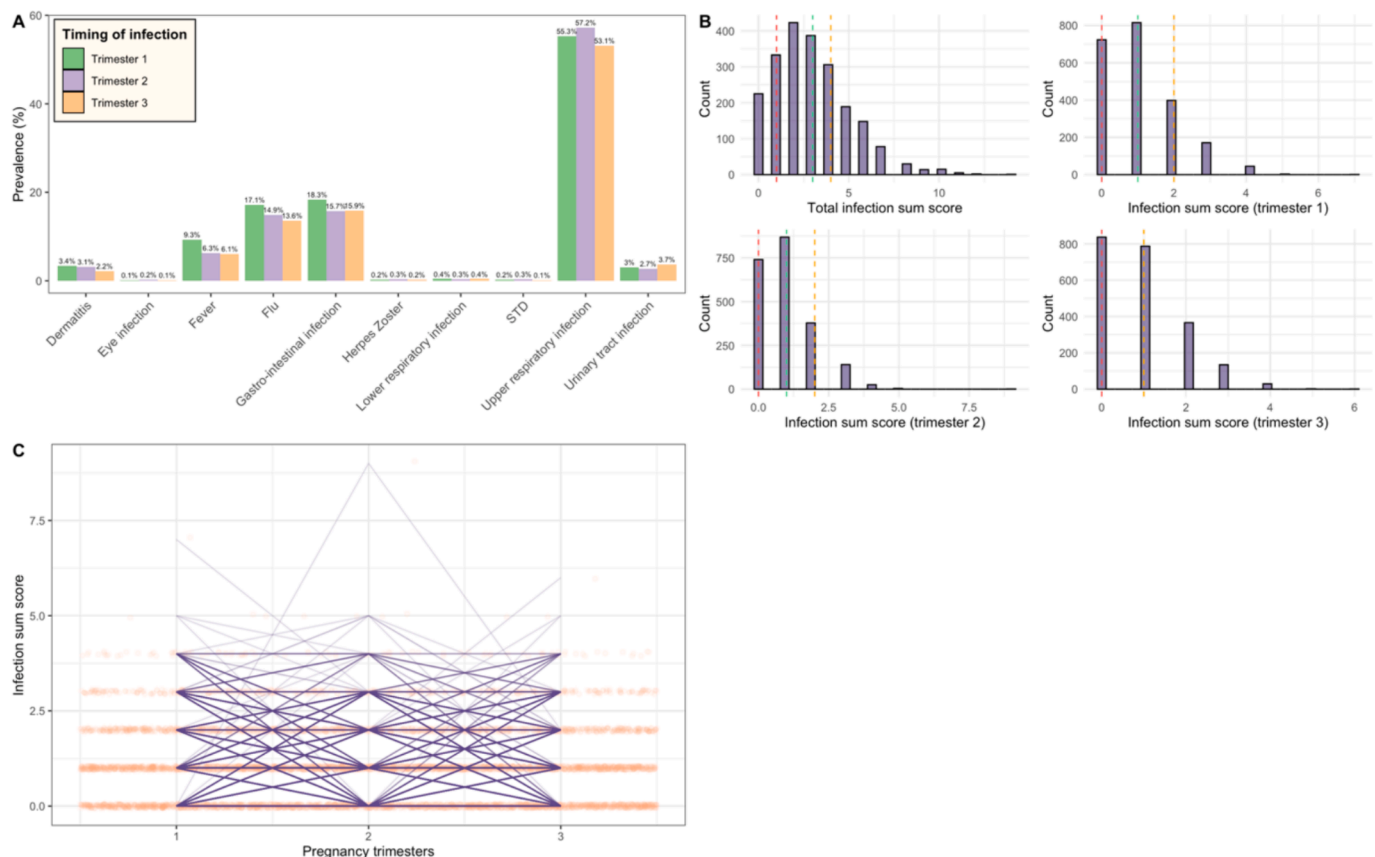 A
Timing of infection
Trimester 1
Trimester 2
Trimester 3
Prevalence (%)
60
40
20
0
3.4% 3.1% 2.2%
0.1% 0.2% 0.1%
9.3% 6.3% 6.1%
17.1% 14.9% 13.6%
18.3% 15.7% 15.9%
0.2% 0.3% 0.2%
0.4% 0.3% 0.4%
0.2% 0.3% 0.1%
55.3% 57.2% 53.1%
3% 2.7% 3.7%
Dermatitis
Eye infection
Fever
Flu
Gastro-intestinal infection
Herpes Zoster
Lower respiratory infection
STD
Upper respiratory infection
Urinary tract infection
B
Count
400
300
200
100
0
0 5 10
Total infection sum score
Count
800
600
400
200
0
0 2 4 6
Infection sum score (trimester 1)
Count
750
500
250
0
0.0 2.5 5.0 7.5
Infection sum score (trimester 2)
Count
800
600
400
200
0
0 2 4 6
Infection sum score (trimester 3)
C
Infection sum score
7.5
5.0
2.5
0.0
1 2 3
Pregnancy trimesters